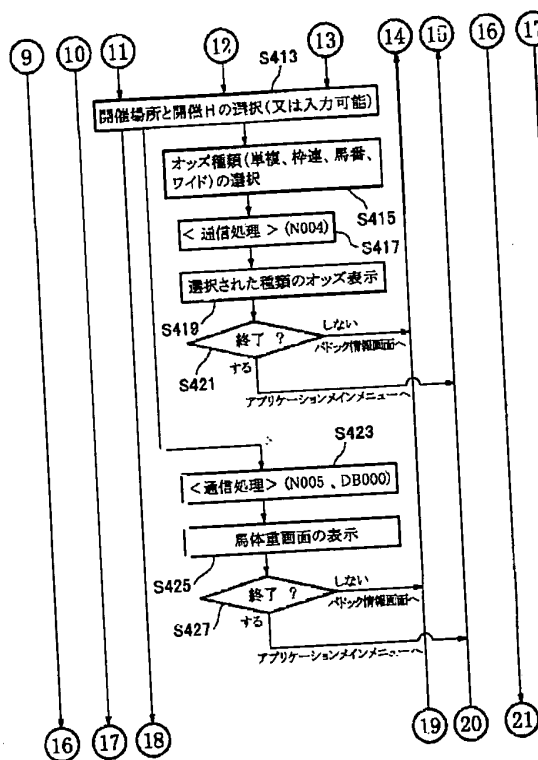 9
10
11
12
13
14
15
16
17
S413
開催場所と開催日の選択(又は入力可能)
オッズ種類(単複、枠連、馬番、
ワイド)の選択
S415
<通信処理>(N004)
S417
選択された種類のオッズ表示
S419
終了?
しない
パドック情報画面へ
S421
する
アプリケーションメインメニューへ
S423
<通信処理>(N005、DB000)
馬体重画面の表示
S425
終了?
しない
パドック情報画面へ
S427
する
アプリケーションメインメニューへ
16
17
18
19
20
21